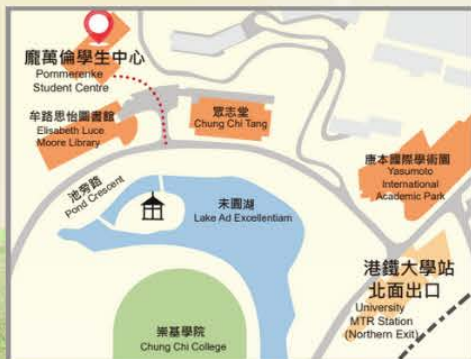 龐萬倫學生中心
Pommerenke
Student Centre
牟路思怡圖書館
Elisabeth Luce
Moore Library
眾志堂
Chung Chi Tang
康本國際學術園
Yasumoto
International
Academic Park
池旁路
Pond Crescent
未圓湖
Lake Ad Excellentiam
港鐵大學站
北面出口
University
MTR Station
(Northern Exit)
崇基學院
Chung Chi College